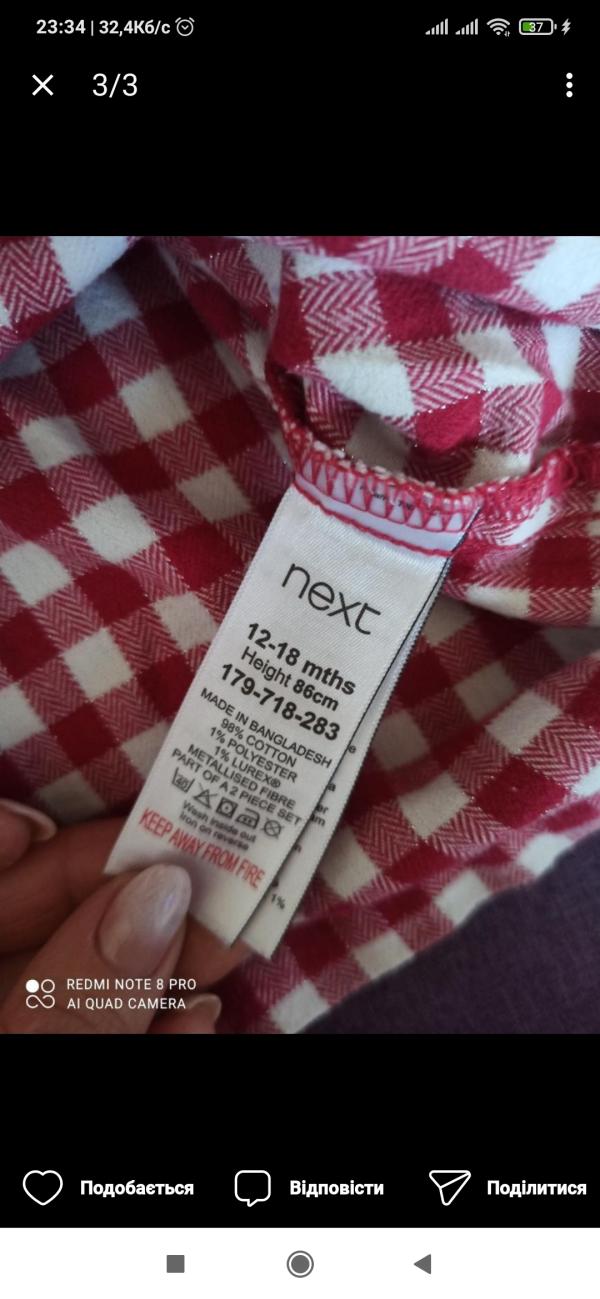 23:34 | 32,4Кб/с
37
3/3
next
12-18 mths
Height 86cm
179-718-283
MADE IN BANGLADESH
98% COTTON
1% POLYESTER
1% LUREX®
METALLISED FIBRE
PART OF A 2 PIECE SET
Wash inside out
Iron on reverse
KEEP AWAY FROM FIRE
1%
REDMI NOTE 8 PRO
AI QUAD CAMERA
Подобається
Відповісти
Поділитися